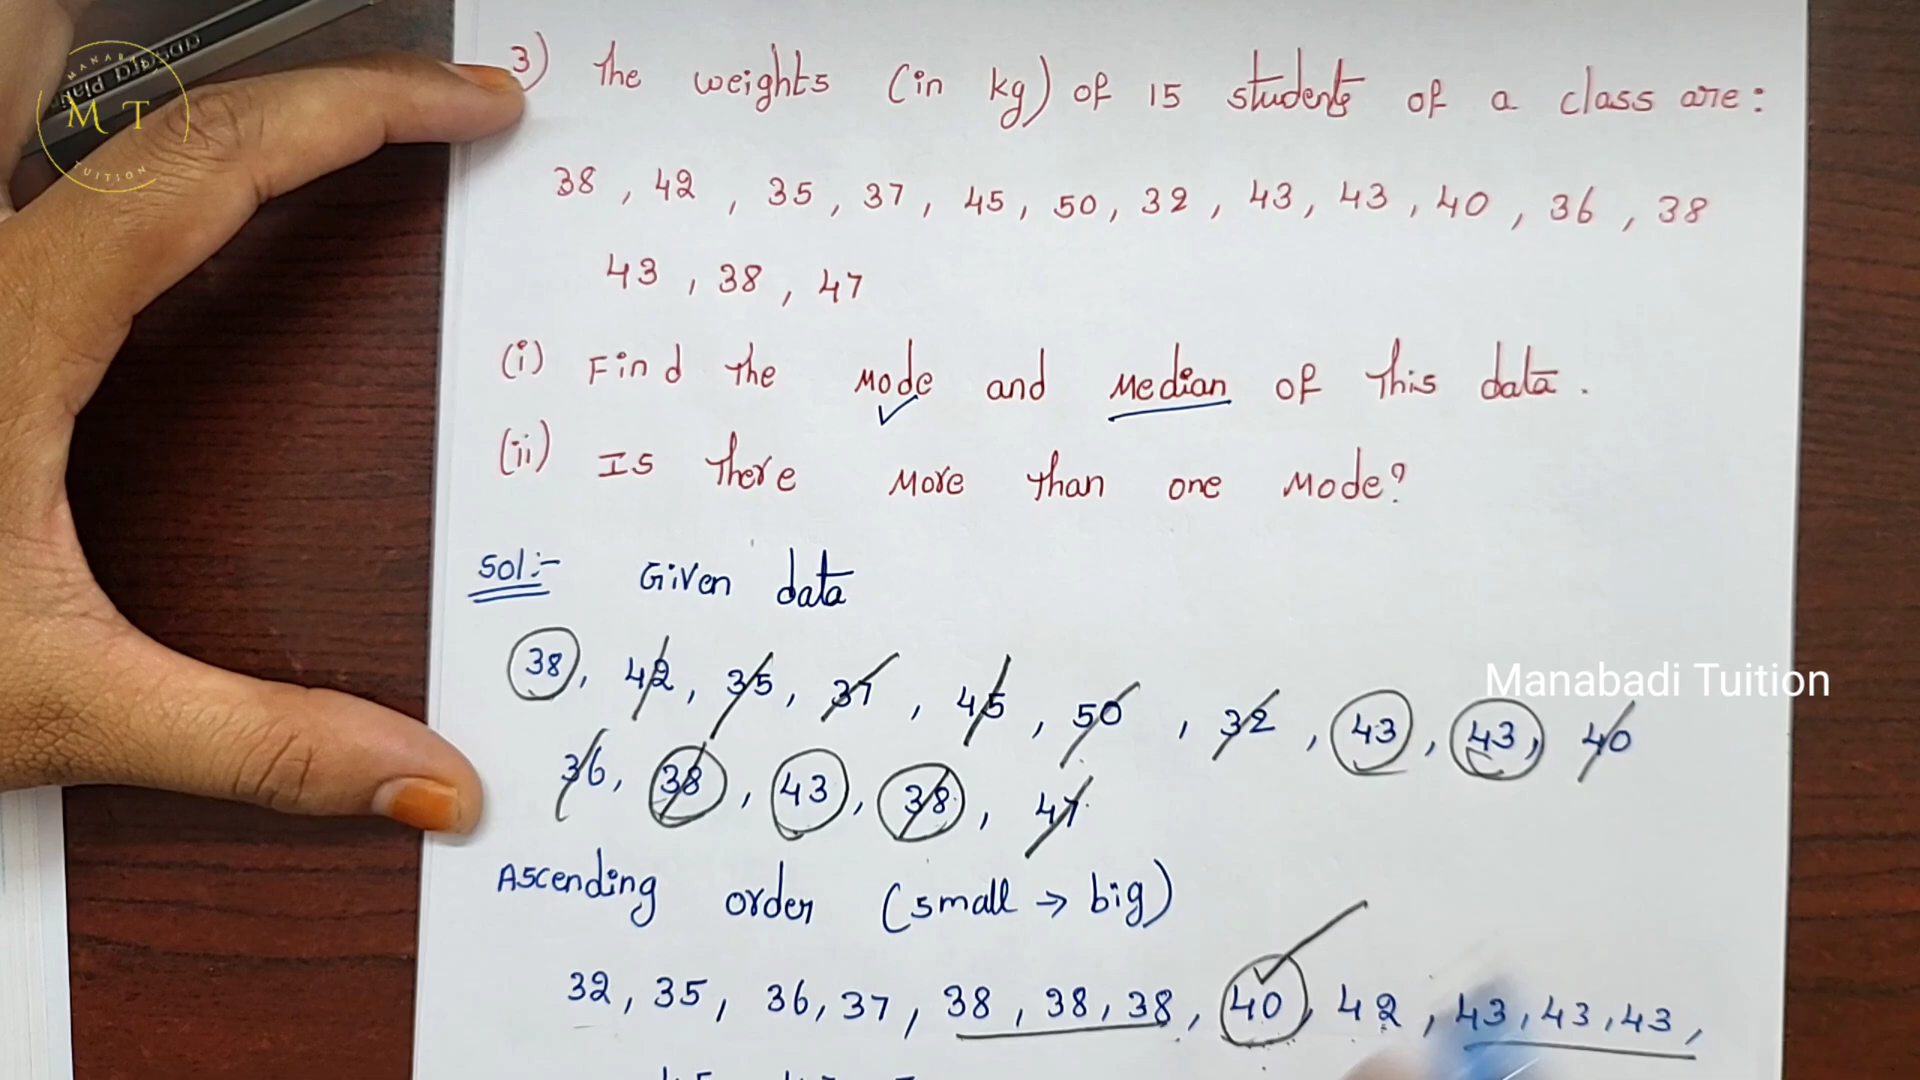 MANABADI
M T
TUITION
3) The weights (in kg) of 15 students of a class are:
38, 42, 35, 37, 45, 50, 32, 43, 43, 40, 36, 38
43, 38, 47
(i) Find the Mode and Median of this data.
(ii) Is There More than one Mode?
Sol:- Given data
38, 42, 35, 37, 45, 50, 32, 43, 43, 40
Manabadi Tuition
36, 38, 43, 38, 47
Ascending order (small → big)
32, 35, 36, 37, 38, 38, 38, 40, 42, 43, 43, 43,